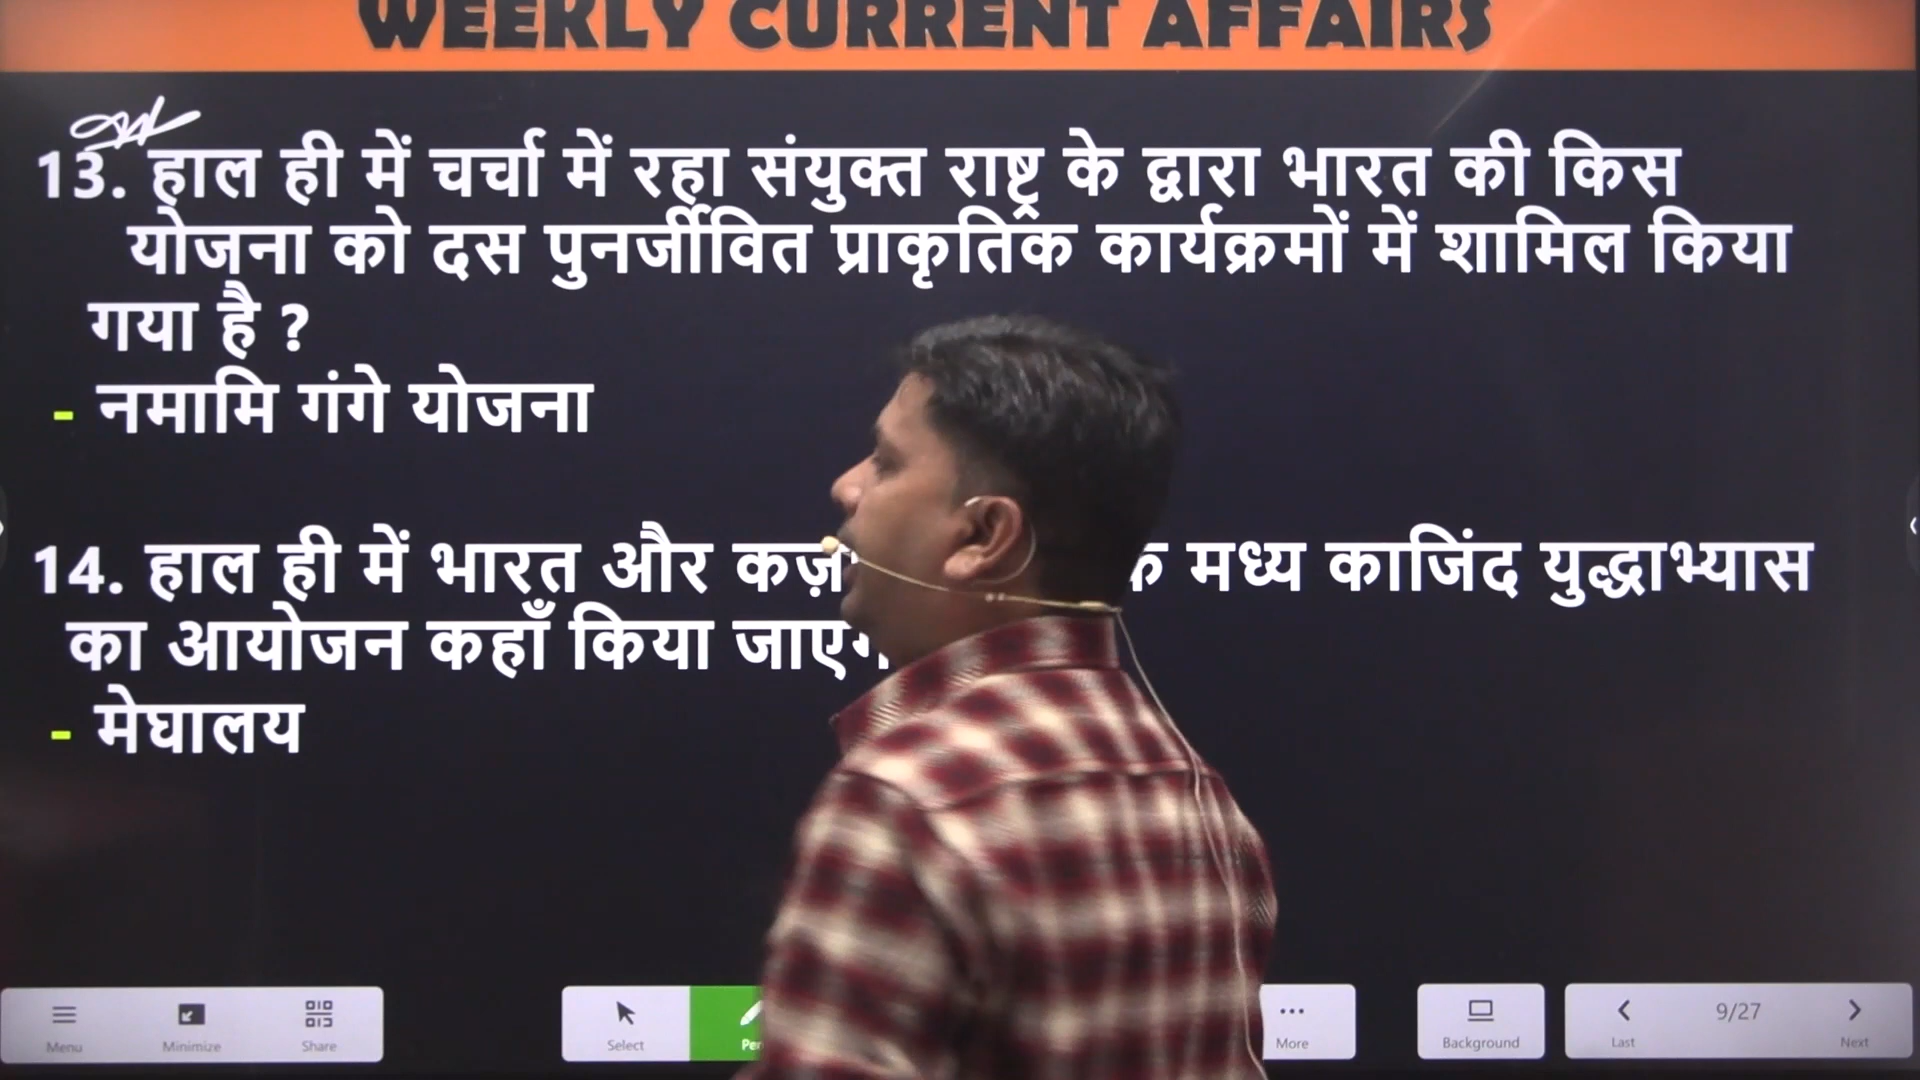 WEEKLY CURRENT AFFAIRS
13. हाल ही में चर्चा में रहा संयुक्त राष्ट्र के द्वारा भारत की किस
योजना को दस पुनर्जीवित प्राकृतिक कार्यक्रमों में शामिल किया
गया है ?
- नमामि गंगे योजना
14. हाल ही में भारत और मध्य काजिंद युद्धाभ्यास
का आयोजन कहाँ किया
- मेघालय
Menu Minimize Share Select More Background Last 9/27 Next